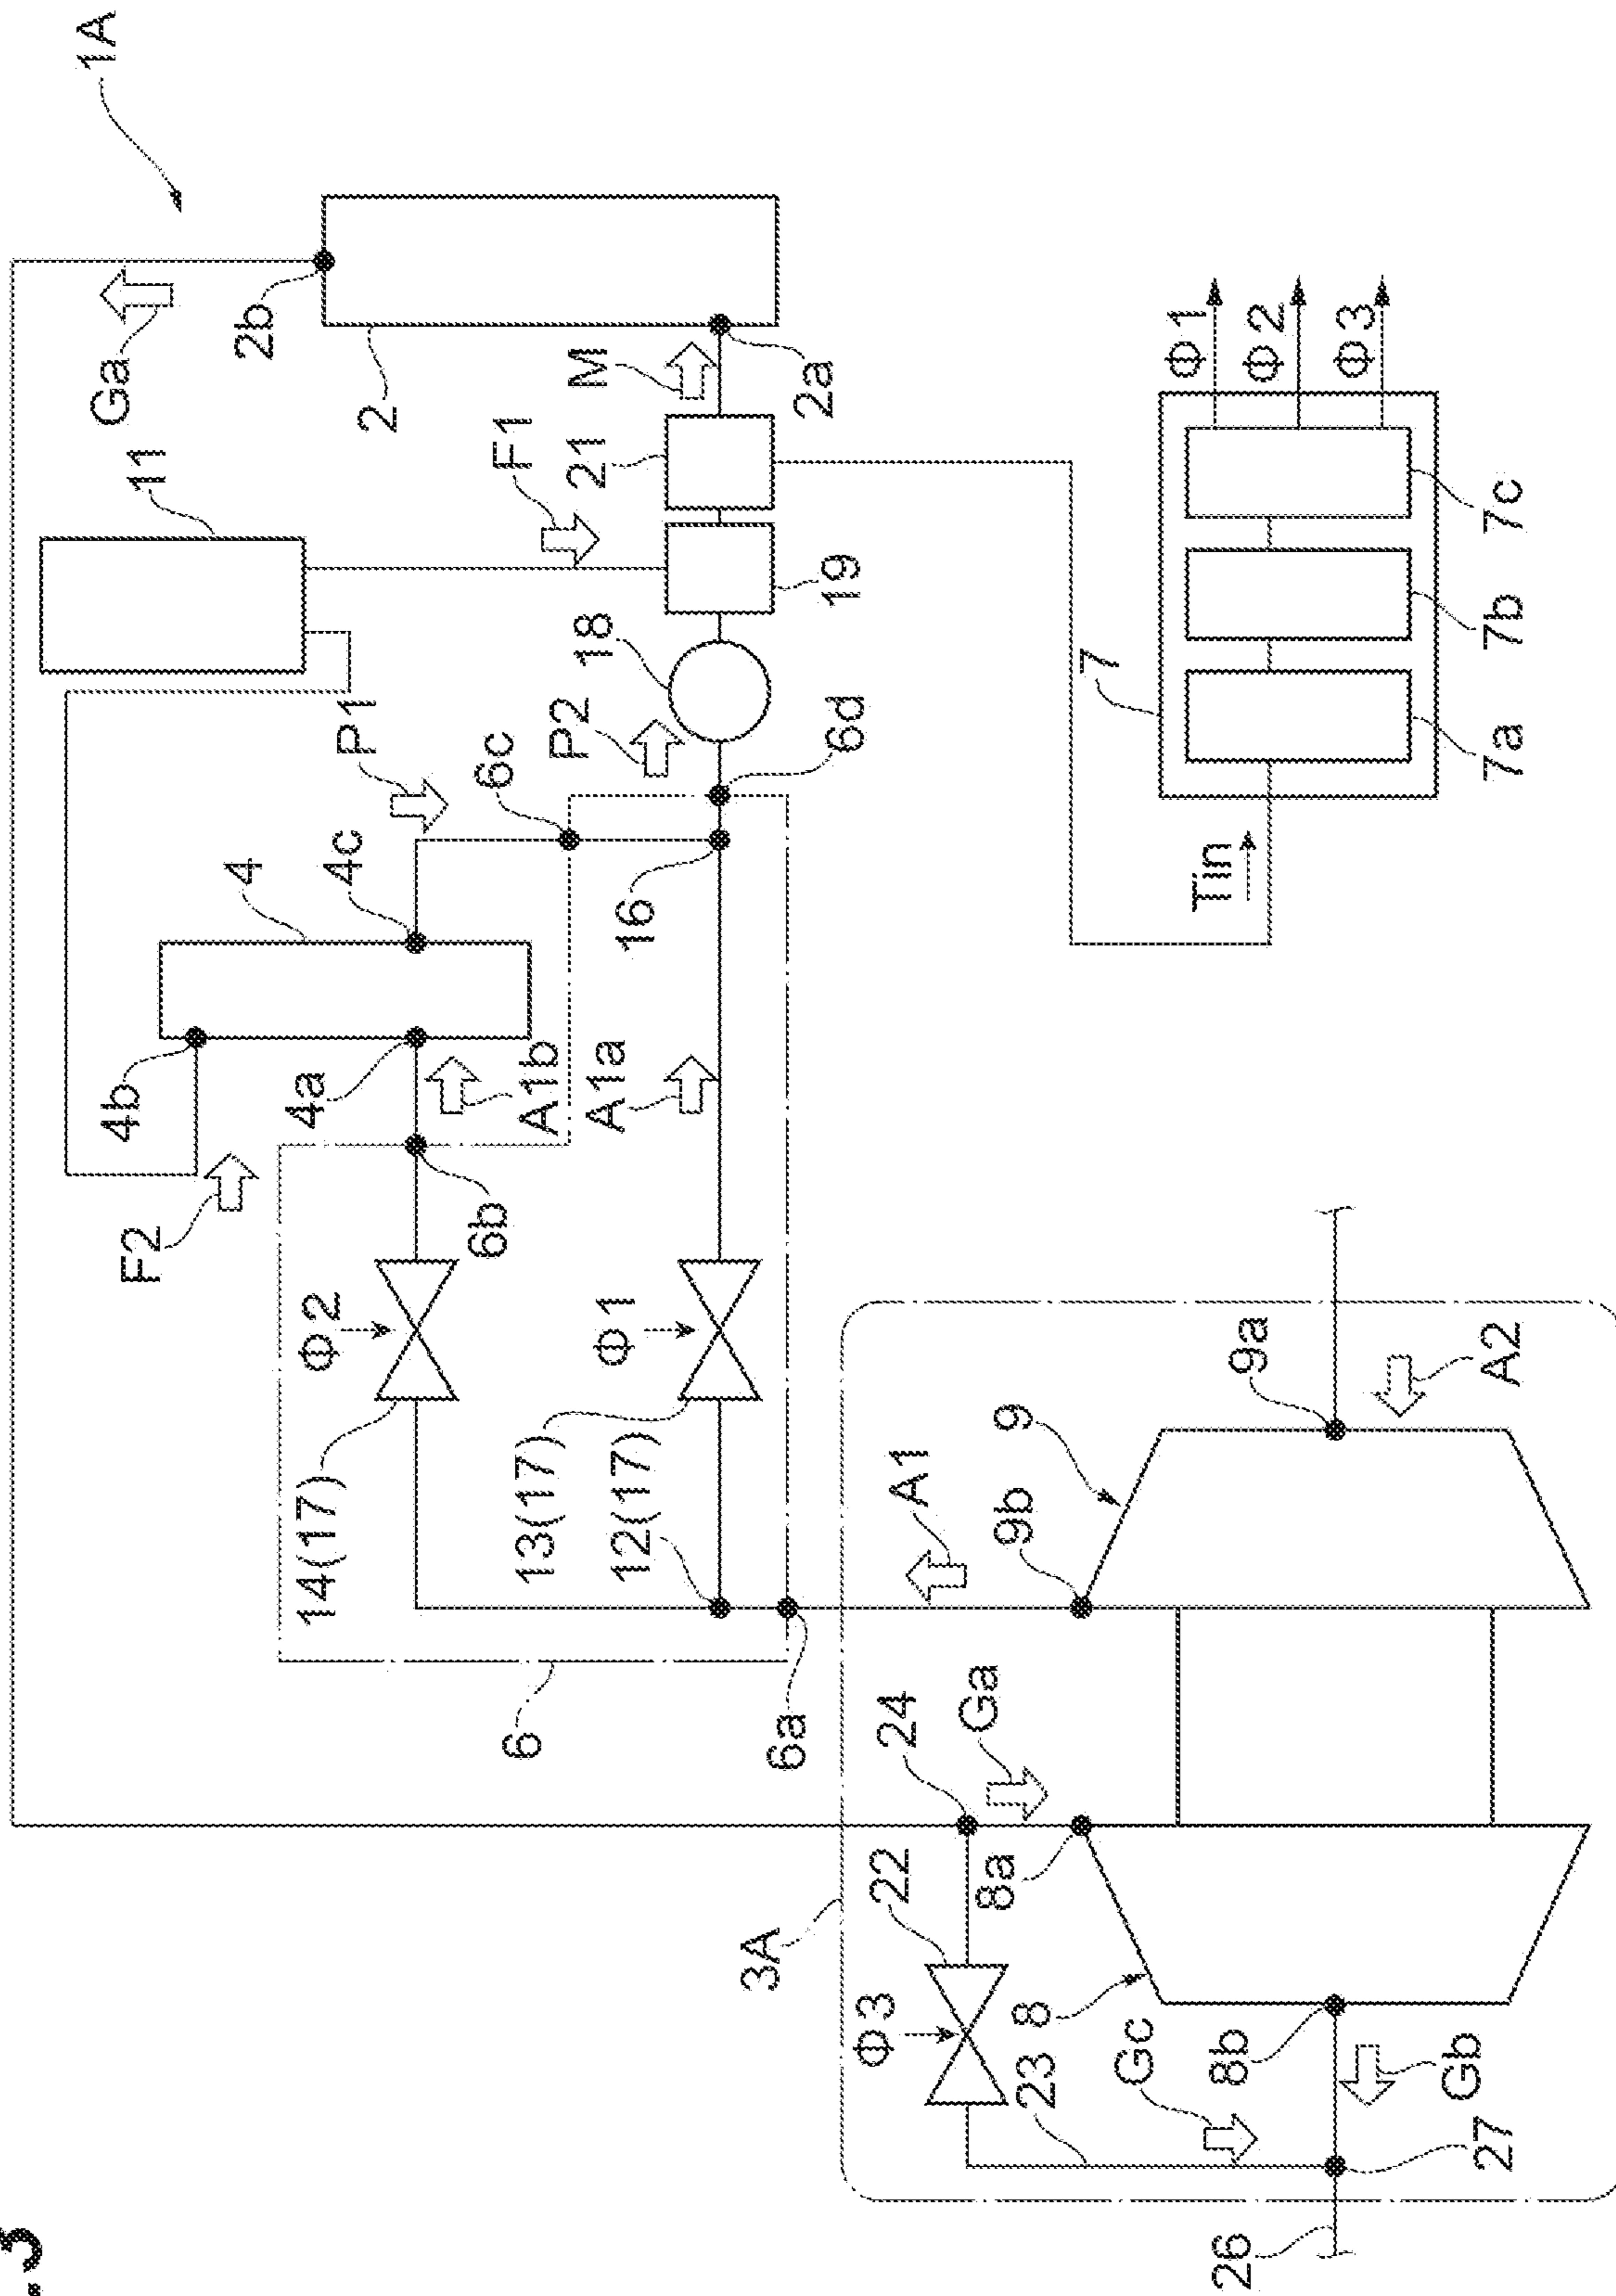 .3
1A
Ga
2b
2
11
F1
M
21
2a
19
18
P2
6d
P1
6c
4
4c
16
4b
4a
A1b
A1a
F2
6b
Φ2
Φ1
14(17)
13(17)
12(17)
6
6a
A1
9
9b
9a
A2
Tin
7
7a
7b
7c
Φ1
Φ2
Φ3
24
Ga
22
8a
3A
Φ3
8
23
Gc
8b
Gb
27
26